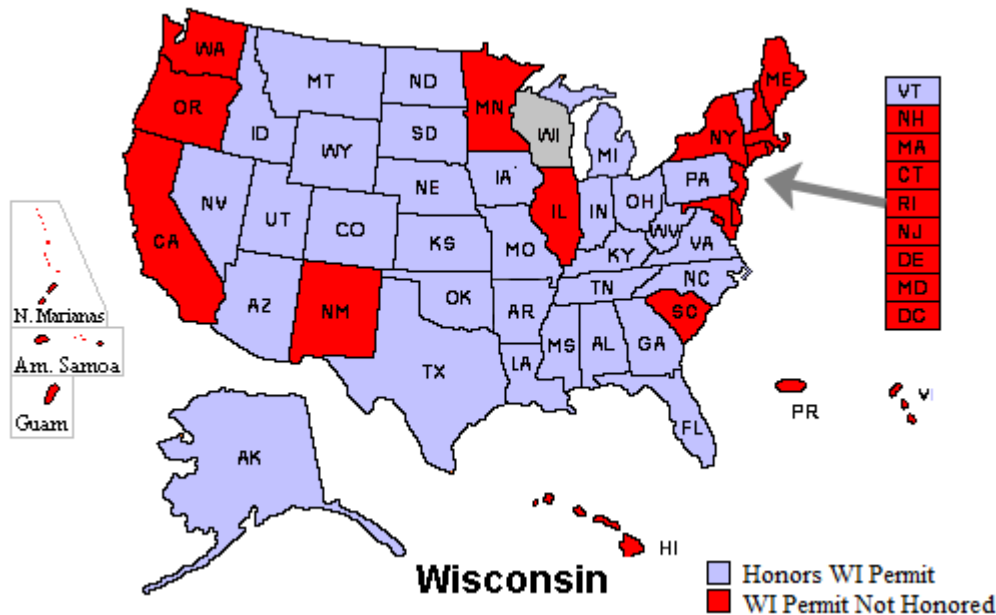 WA
MT
ND
MN
ME
VT
NH
OR
ID
SD
WI
NY
MA
WY
MI
CT
IA
PA
NE
RI
NV
UT
CO
IL
IN
OH
NJ
CA
KS
MO
WV
VA
DE
KY
MD
NC
TN
DC
AZ
NM
OK
AR
SC
N. Marianas
MS
AL
GA
Am. Samoa
LA
TX
PR
VI
Guam
FL
AK
HI
Wisconsin
Honors WI Permit
WI Permit Not Honored